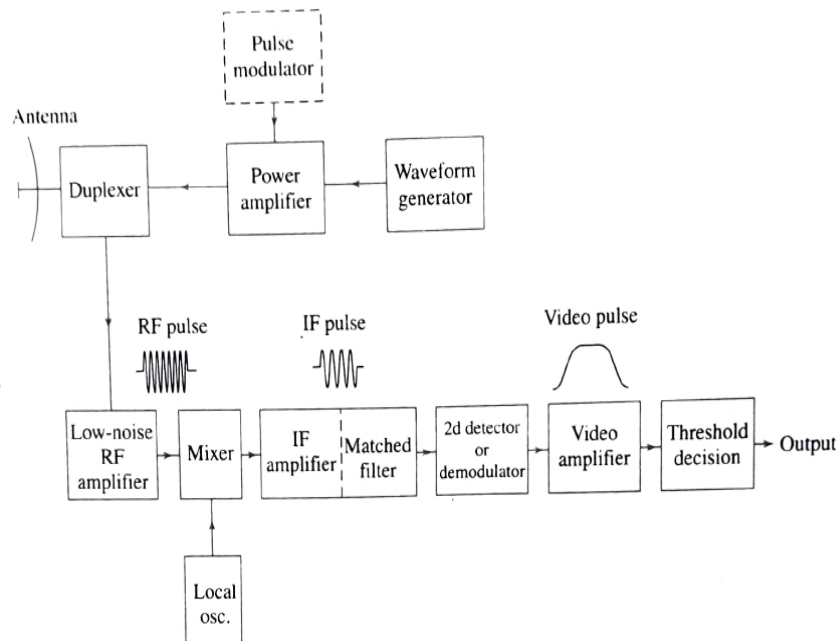 Pulse
modulator
Antenna
Duplexer
Power
amplifier
Waveform
generator
RF pulse
IF pulse
Video pulse
Low-noise
RF
amplifier
Mixer
IF
amplifier
Matched
filter
2d detector
or
demodulator
Video
amplifier
Threshold
decision
Output
Local
osc.